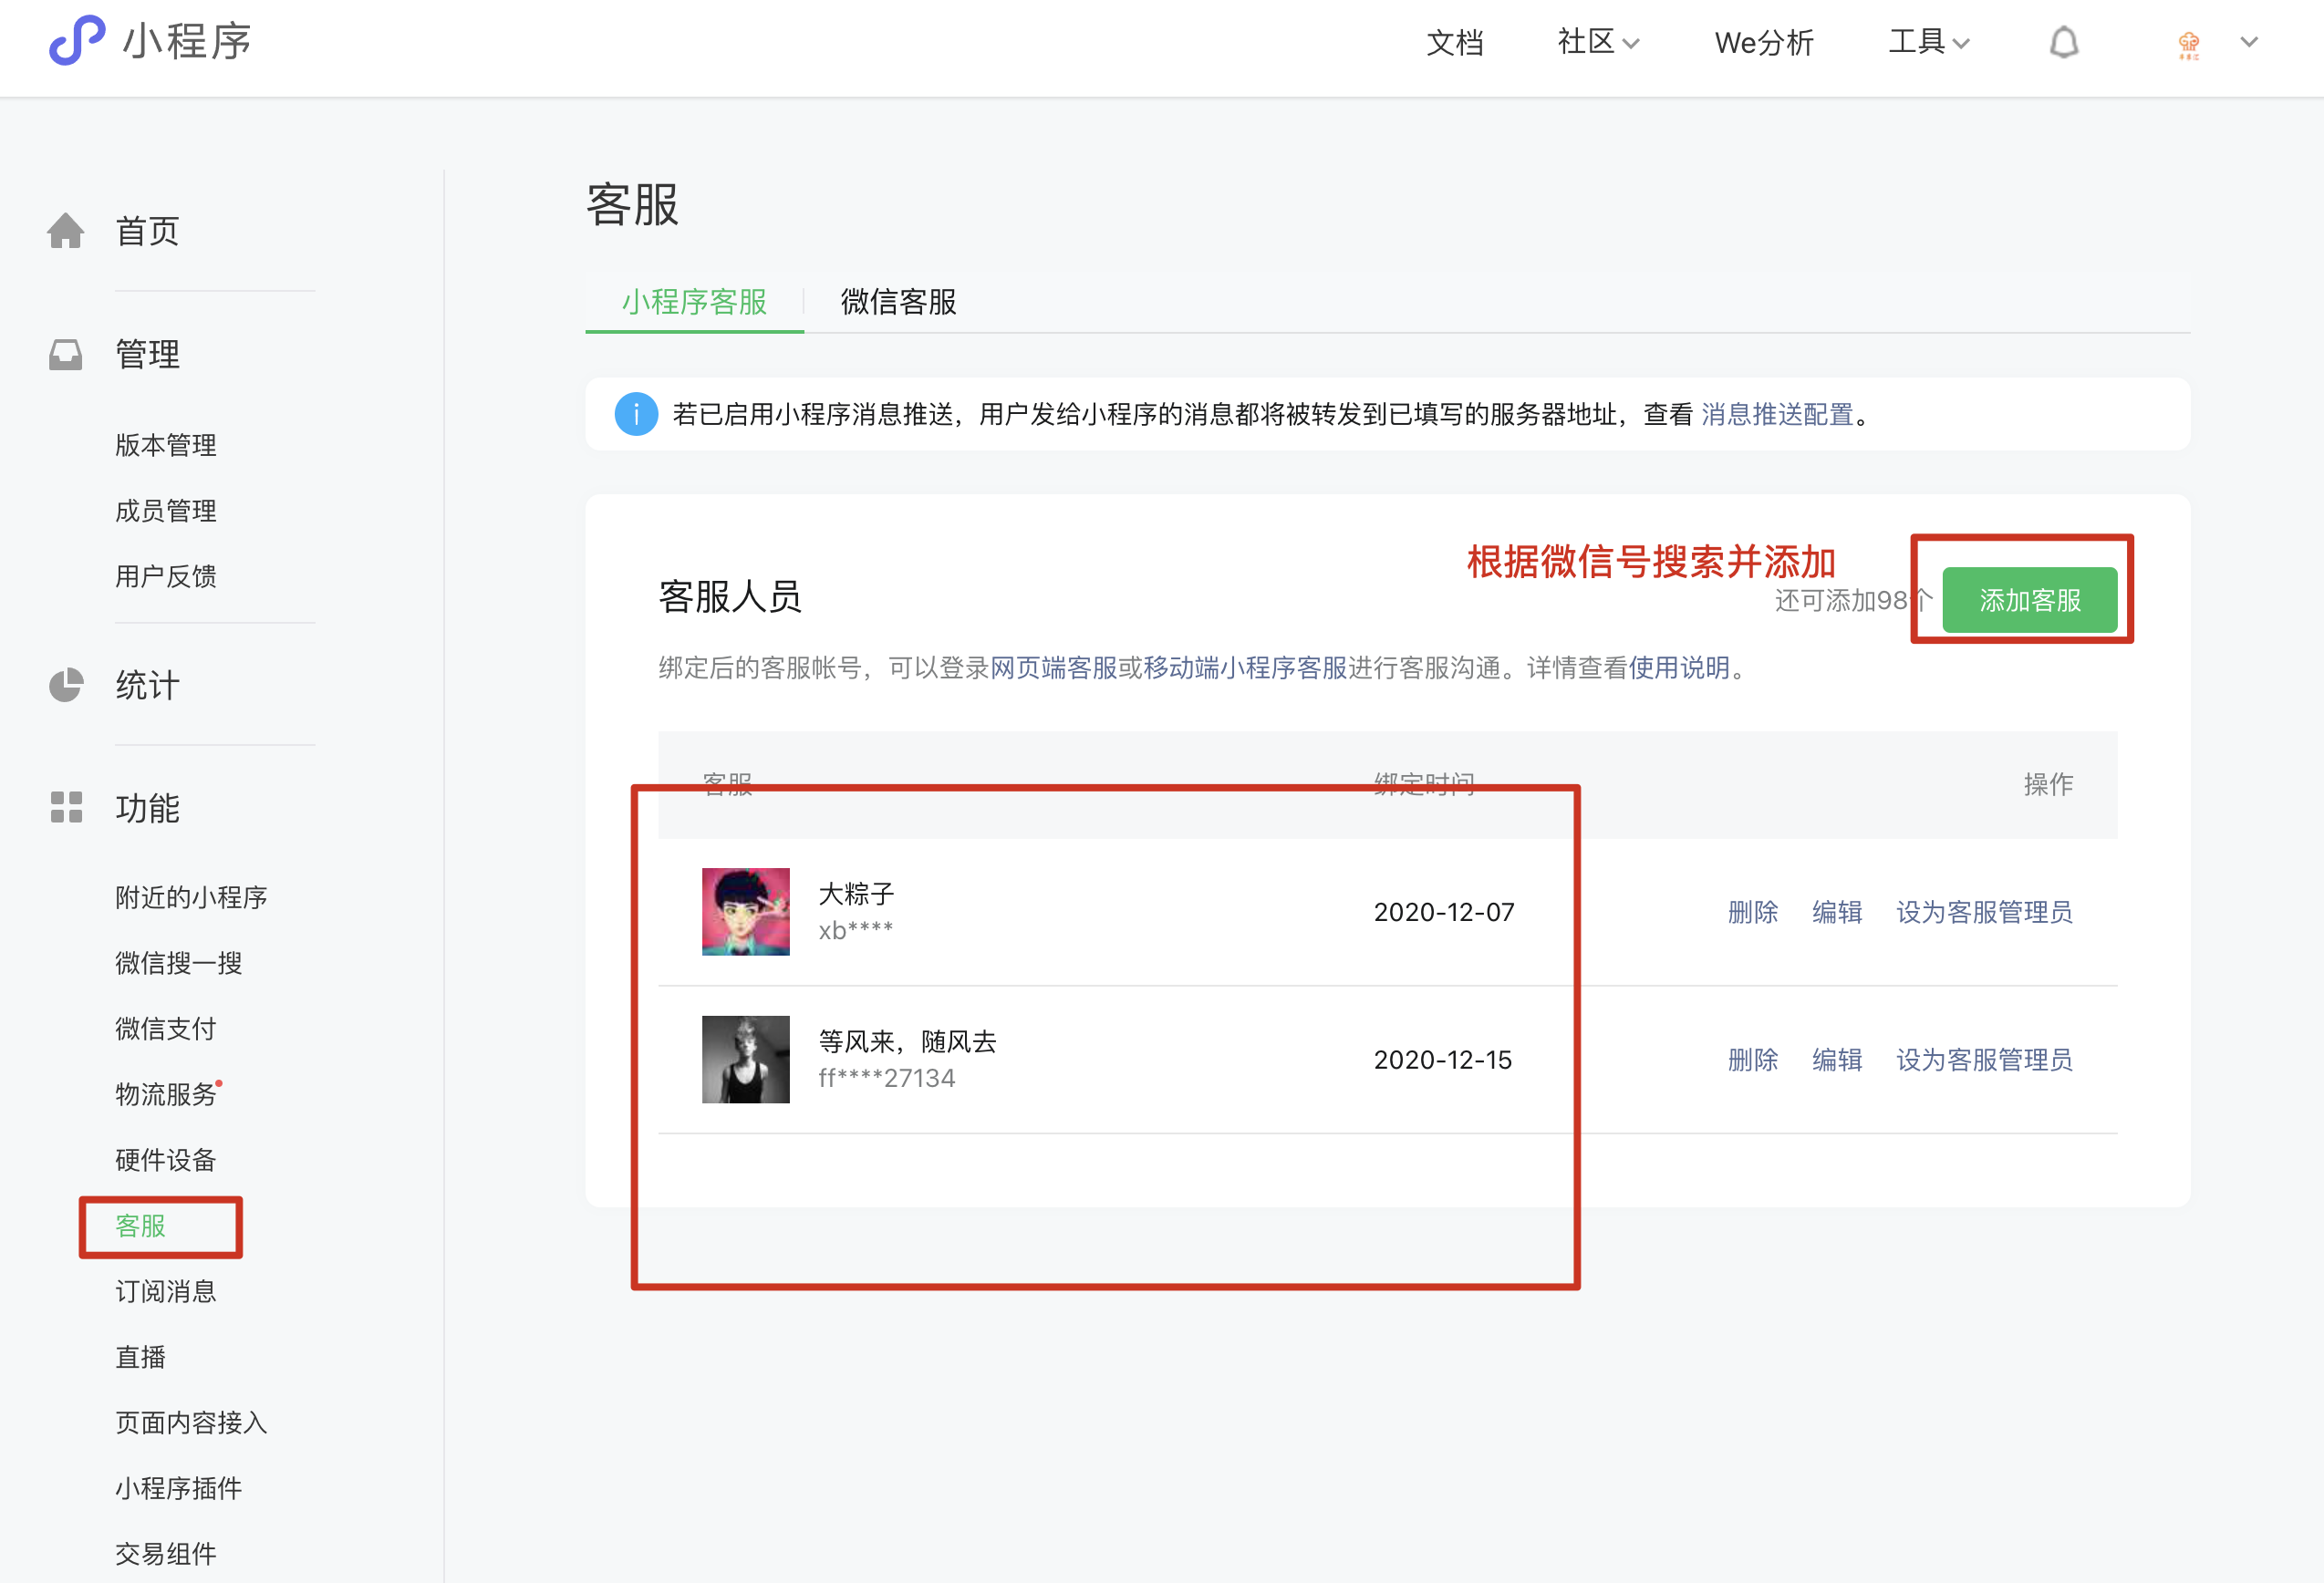 小程序
文档
社区
We分析
工具
首页
管理
版本管理
成员管理
用户反馈
统计
功能
附近的小程序
微信搜一搜
微信支付
物流服务
硬件设备
客服
订阅消息
直播
页面内容接入
小程序插件
交易组件
客服
小程序客服
微信客服
若已启用小程序消息推送，用户发给小程序的消息都将被转发到已填写的服务器地址，查看 消息推送配置。
根据微信号搜索并添加
客服人员
还可添加98个
添加客服
绑定后的客服帐号，可以登录网页端客服或移动端小程序客服进行客服沟通。详情查看使用说明。
客服 绑定时间 操作
大粽子
xb****
2020-12-07
删除 编辑 设为客服管理员
等风来，随风去
ff****27134
2020-12-15
删除 编辑 设为客服管理员